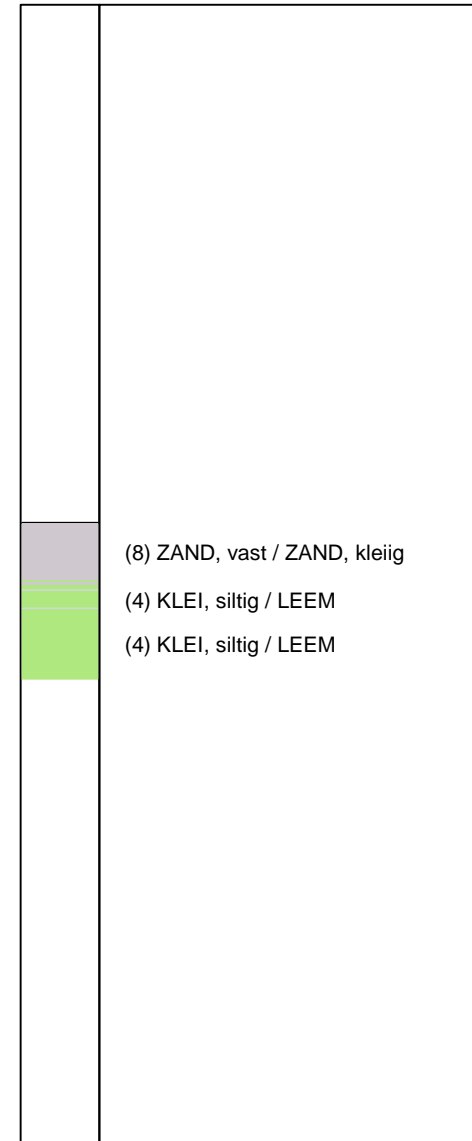 (8) ZAND, vast / ZAND, kleiig
(4) KLEI, siltig / LEEM
(4) KLEI, siltig / LEEM